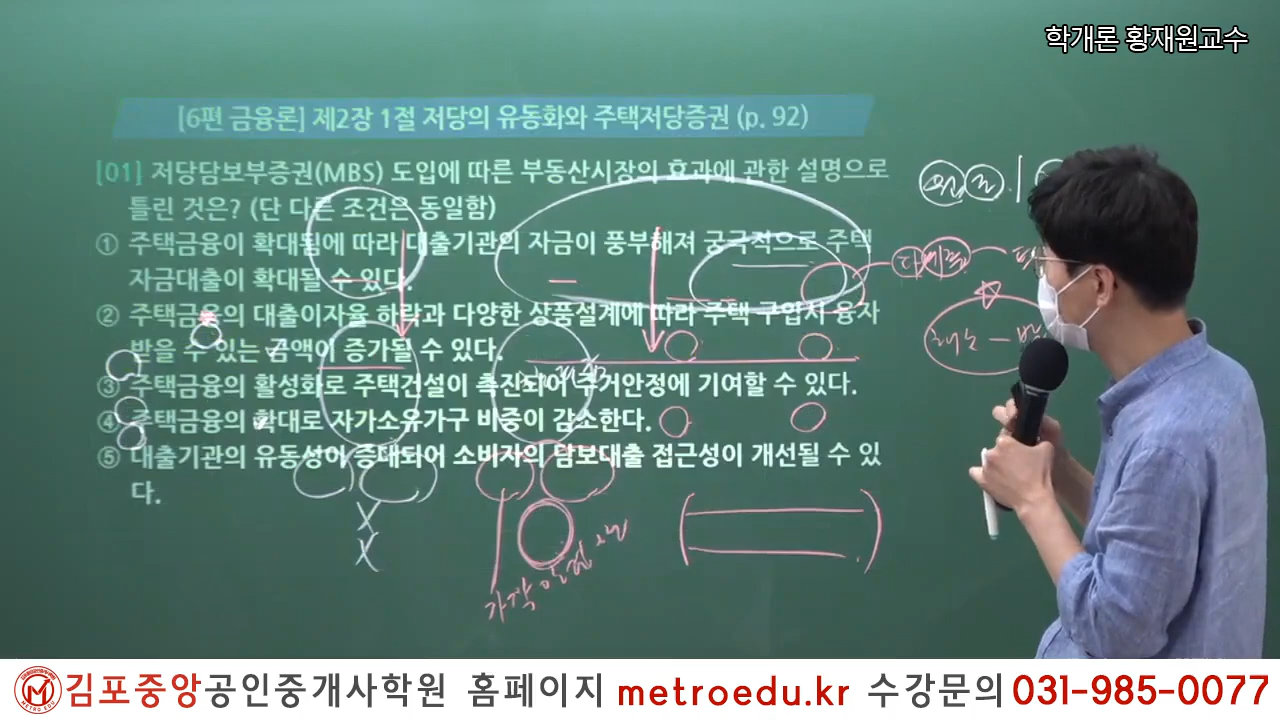 학개론 황재원교수
[6편 금융론] 제2장 1절 저당의 유동화와 주택저당증권 (p. 92)
[01] 저당담보부증권(MBS) 도입에 따른 부동산시장의 효과에 관한 설명으로
틀린 것은? (단 다른 조건은 동일함)
① 주택금융이 확대됨에 따라 대출기관의 자금이 풍부해져 궁극적으로 주택
자금대출이 확대될 수 있다.
② 주택금융의 대출이자율 하락과 다양한 상품설계에 따라 주택 구입시 융자
받을 수 있는 금액이 증가될 수 있다.
③ 주택금융의 활성화로 주택건설이 촉진되어 주거안정에 기여할 수 있다.
④ 주택금융의 확대로 자가소유가구 비중이 감소한다.
⑤ 대출기관의 유동성이 증대되어 소비자의 담보대출 접근성이 개선될 수 있
다.
X
X
METRO EDU
김포중앙공인중개사학원 홈페이지 metroedu.kr 수강문의 031-985-0077